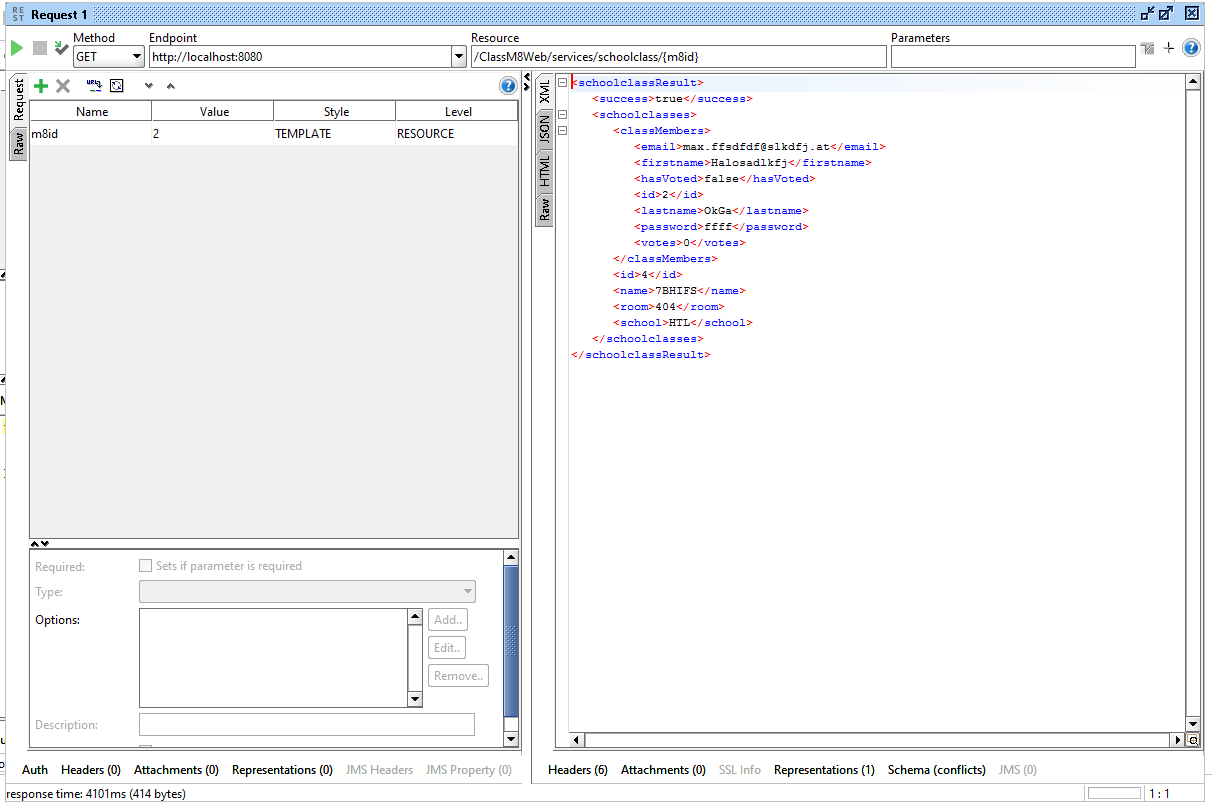 RE ST Request 1
Method Endpoint Resource Parameters
GET http://localhost:8080 /ClassM8Web/services/schoolclass/{m8id}
Request
Raw
Name Value Style Level
m8id 2 TEMPLATE RESOURCE
Required: Sets if parameter is required
Type:
Options:
Add..
Edit..
Remove..
Description:
Auth Headers (0) Attachments (0) Representations (0) JMS Headers JMS Property (0)
XML
JSON
HTML
Raw
<schoolclassResult>
<success>true</success>
<schoolclasses>
<classMembers>
<email>max.ffsdfdf@slkdfj.at</email>
<firstname>Halosadlkfj</firstname>
<hasVoted>false</hasVoted>
<id>2</id>
<lastname>OkGa</lastname>
<password>ffff</password>
<votes>0</votes>
</classMembers>
<id>4</id>
<name>7BHIFS</name>
<room>404</room>
<school>HTL</school>
</schoolclasses>
</schoolclassResult>
Headers (6) Attachments (0) SSL Info Representations (1) Schema (conflicts) JMS (0)
response time: 4101ms (414 bytes) 1 : 1